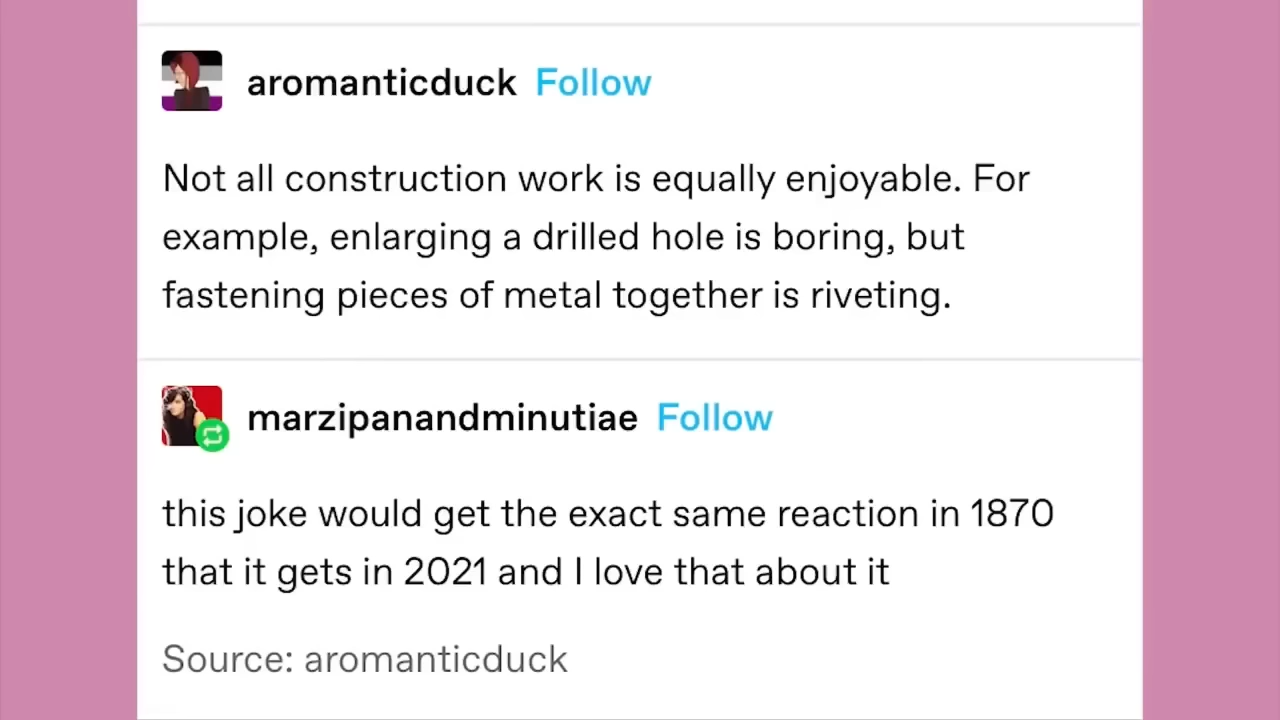 aromanticduck Follow
Not all construction work is equally enjoyable. For
example, enlarging a drilled hole is boring, but
fastening pieces of metal together is riveting.
marzipanandminutiae Follow
this joke would get the exact same reaction in 1870
that it gets in 2021 and I love that about it
Source: aromanticduck